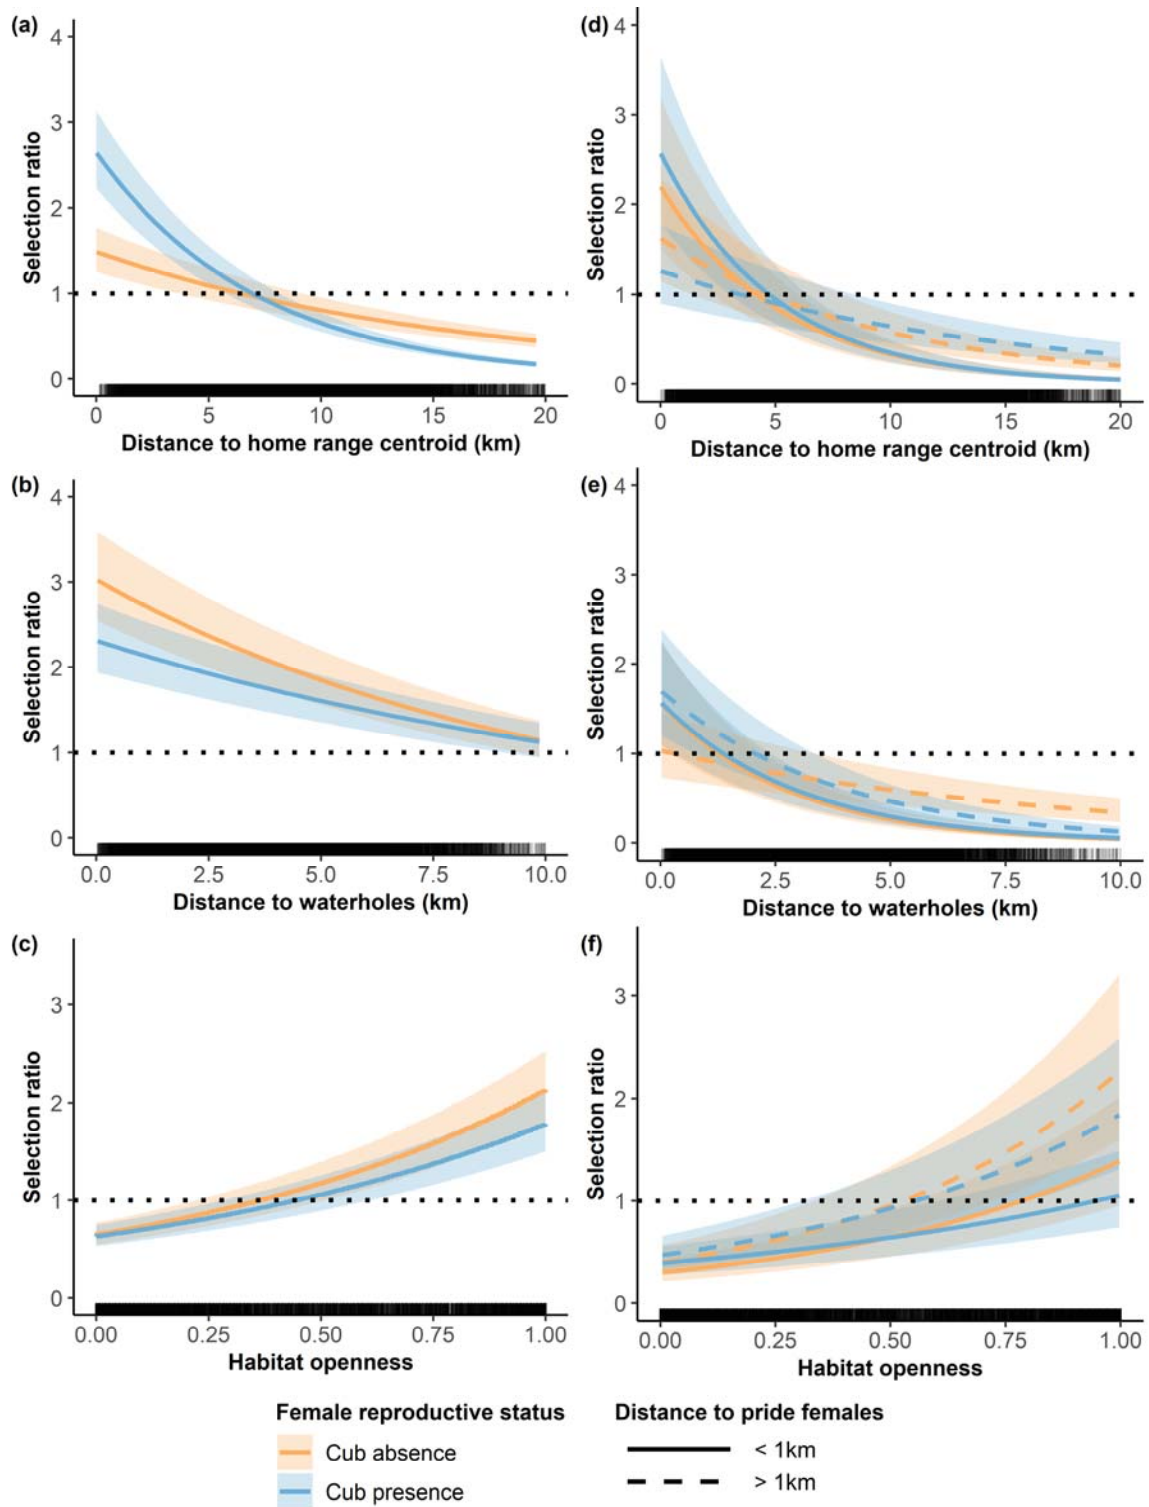 (a)
4
3
2
1
0
Selection ratio
0 5 10 15 20
Distance to home range centroid (km)
(d)
4
3
2
1
0
Selection ratio
0 5 10 15 20
Distance to home range centroid (km)
(b)
4
3
2
1
0
Selection ratio
0.0 2.5 5.0 7.5 10.0
Distance to waterholes (km)
(e)
4
3
2
1
0
Selection ratio
0.0 2.5 5.0 7.5 10.0
Distance to waterholes (km)
(c)
3
2
1
0
Selection ratio
0.00 0.25 0.50 0.75 1.00
Habitat openness
(f)
3
2
1
0
Selection ratio
0.00 0.25 0.50 0.75 1.00
Habitat openness
Female reproductive status
Cub absence
Cub presence
Distance to pride females
< 1km
> 1km